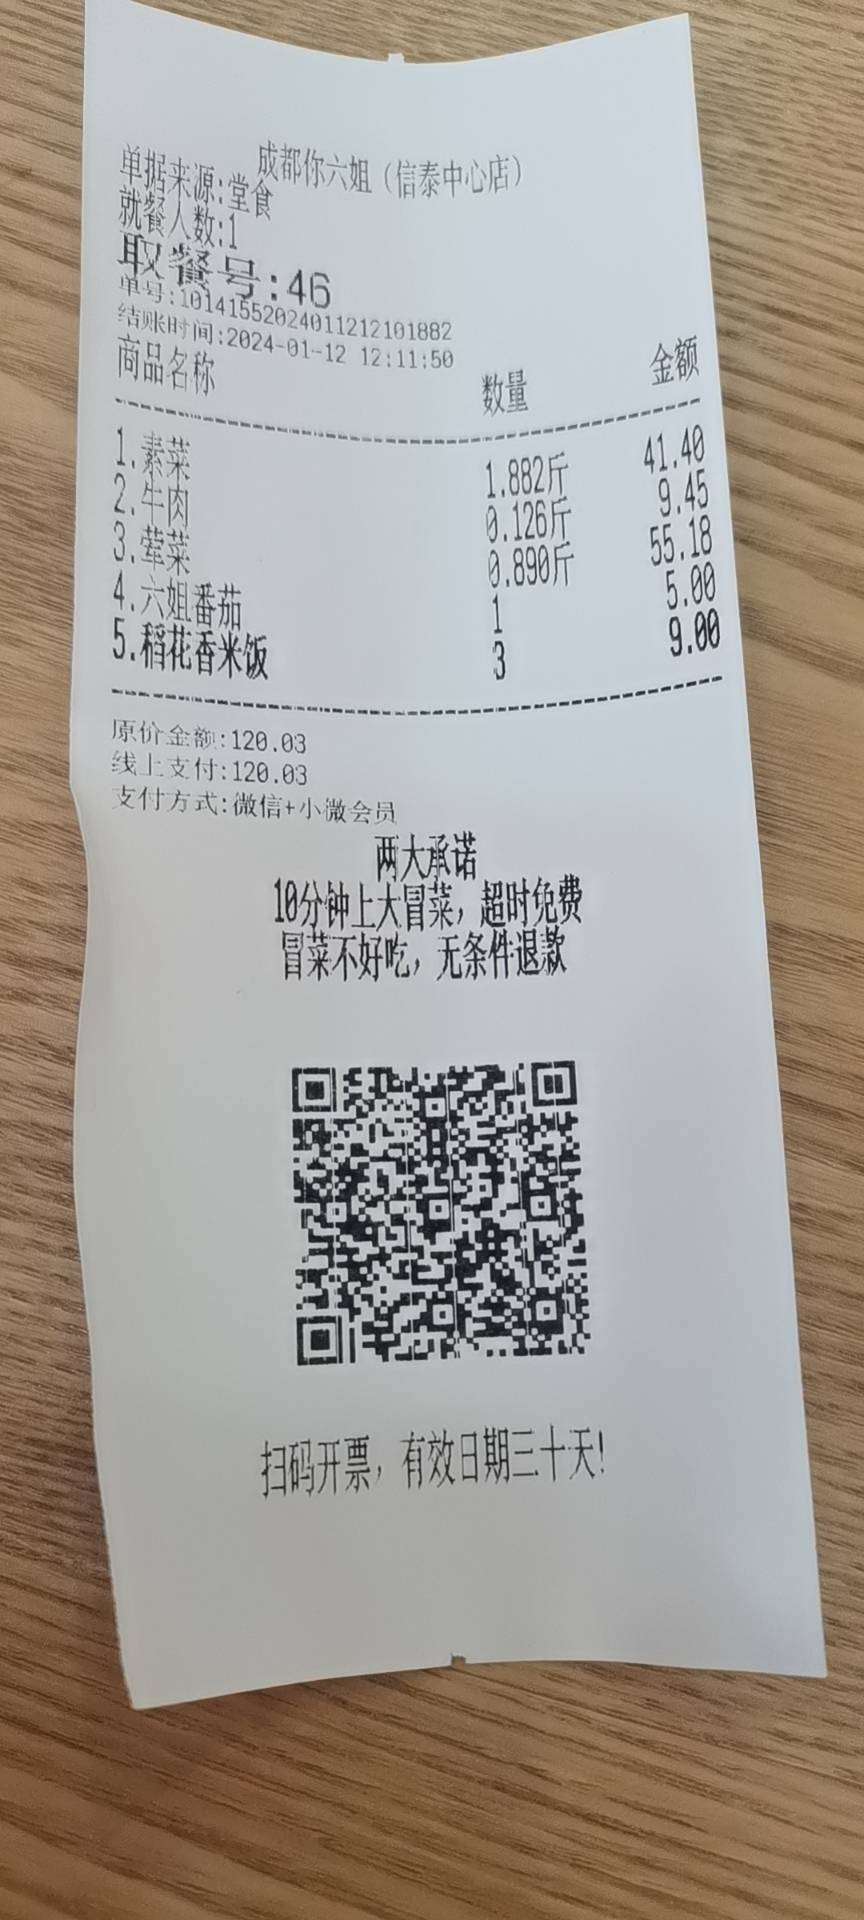 成都你六姐（信泰中心店）
单据来源:堂食
就餐人数:1
取餐号:46
单号:10141552024011212101882
结账时间:2024-01-12 12:11:50
商品名称 数量 金额
1.素菜 1.882斤 41.40
2.牛肉 0.126斤 9.45
3.荤菜 0.890斤 55.18
4.六姐番茄 1 5.00
5.稻花香米饭 3 9.00
原价金额:120.03
线上支付:120.03
支付方式:微信+小微会员
两大承诺
10分钟上大冒菜，超时免费
冒菜不好吃，无条件退款
扫码开票，有效日期三十天！